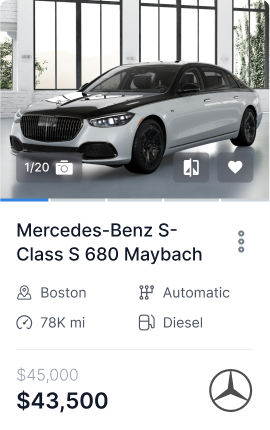 1/20
Mercedes-Benz S-
Class S 680 Maybach
Boston
Automatic
78K mi
Diesel
$45,000
$43,500